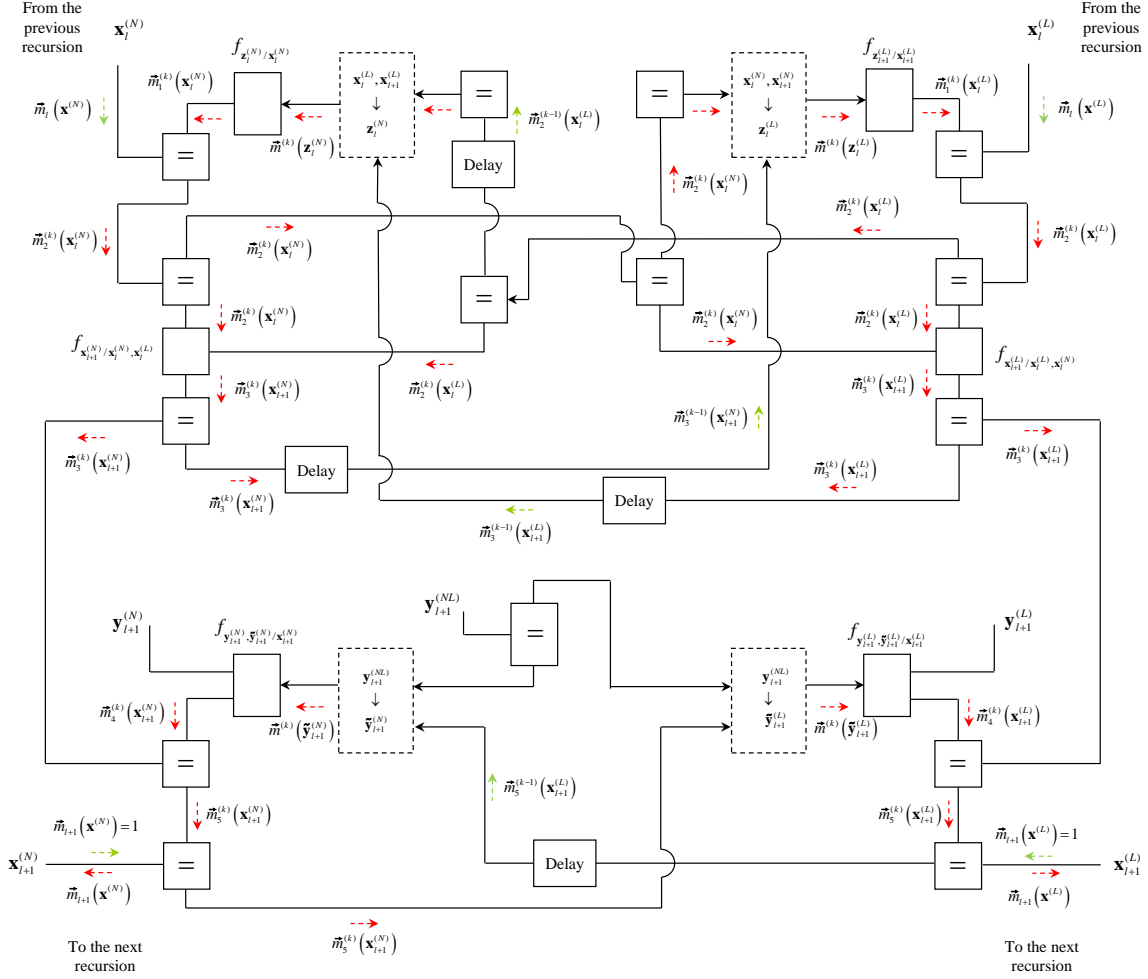 From the previous recursion
x_l^(N)
x_l^(L)
From the previous recursion
f_{z_l^(N)/x_l^(N)}
f_{z_{l+1}^(L)/x_{l+1}^(L)}
m⃗_1^(k)(x_l^(N))
x_l^(L), x_{l+1}^(L) ↓ z_l^(N)
=
=
x_l^(N), x_{l+1}^(N) ↓ z_l^(L)
m⃗_1^(k)(x_l^(L))
m⃗_l(x^(N))
m⃗^(k)(z_l^(N))
m⃗_2^(k-1)(x_l^(L))
m⃗^(k)(z_l^(L))
m⃗_l(x^(L))
=
Delay
=
m⃗_2^(k)(x_l^(N))
m⃗_2^(k)(x_l^(L))
m⃗_2^(k)(x_l^(N))
m⃗_2^(k)(x_l^(N))
m⃗_2^(k)(x_l^(L))
=
=
=
=
m⃗_2^(k)(x_l^(N))
m⃗_2^(k)(x_l^(N))
m⃗_2^(k)(x_l^(L))
f_{x_{l+1}^(N)/x_l^(N),x_l^(L)}
f_{x_{l+1}^(L)/x_l^(L),x_l^(N)}
m⃗_3^(k)(x_{l+1}^(N))
m⃗_2^(k)(x_l^(L))
m⃗_3^(k)(x_{l+1}^(L))
=
m⃗_3^(k-1)(x_{l+1}^(N))
=
m⃗_3^(k)(x_{l+1}^(N))
Delay
m⃗_3^(k)(x_{l+1}^(L))
m⃗_3^(k)(x_{l+1}^(L))
m⃗_3^(k)(x_{l+1}^(N))
Delay
m⃗_3^(k-1)(x_{l+1}^(L))
y_{l+1}^(N)
f_{y_{l+1}^(N),ỹ_{l+1}^(N)/x_{l+1}^(N)}
y_{l+1}^(NL)
=
f_{y_{l+1}^(L),ỹ_{l+1}^(L)/x_{l+1}^(L)}
y_{l+1}^(L)
y_{l+1}^(NL) ↓ ỹ_{l+1}^(N)
y_{l+1}^(NL) ↓ ỹ_{l+1}^(L)
m⃗_4^(k)(x_{l+1}^(N))
m⃗^(k)(ỹ_{l+1}^(N))
m⃗^(k)(ỹ_{l+1}^(L))
m⃗_4^(k)(x_{l+1}^(L))
=
=
m⃗_5^(k-1)(x_{l+1}^(L))
m⃗_5^(k)(x_{l+1}^(N))
m⃗_5^(k)(x_{l+1}^(L))
m⃗_{l+1}(x^(N))=1
m⃗_{l+1}(x^(L))=1
x_{l+1}^(N)
=
Delay
=
x_{l+1}^(L)
m⃗_{l+1}(x^(N))
m⃗_{l+1}(x^(L))
m⃗_5^(k)(x_{l+1}^(N))
To the next recursion
To the next recursion